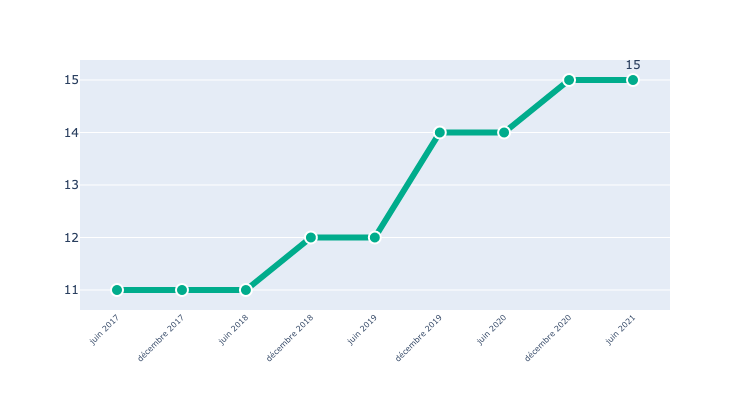 15
15
14
13
12
11
juin 2017
décembre 2017
juin 2018
décembre 2018
juin 2019
décembre 2019
juin 2020
décembre 2020
juin 2021